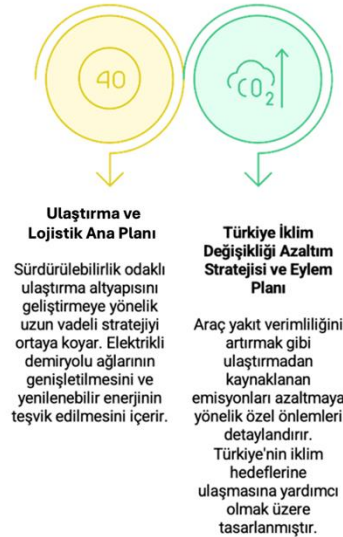 40
CO2
Ulaştırma ve
Lojistik Ana Planı
Sürdürülebilirlik odaklı
ulaştırma altyapısını
geliştirmeye yönelik
uzun vadeli stratejiyi
ortaya koyar. Elektrikli
demiryolu ağlarının
genişletilmesini ve
yenilenebilir enerjinin
teşvik edilmesini içerir.
Türkiye İklim
Değişikliği Azaltım
Stratejisi ve Eylem
Planı
Araç yakıt verimliliğini
artırmak gibi
ulaştırmadan
kaynaklanan
emisyonları azaltmaya
yönelik özel önlemleri
detaylandırır.
Türkiye'nin iklim
hedeflerine
ulaşmasına yardımcı
olmak üzere
tasarlanmıştır.